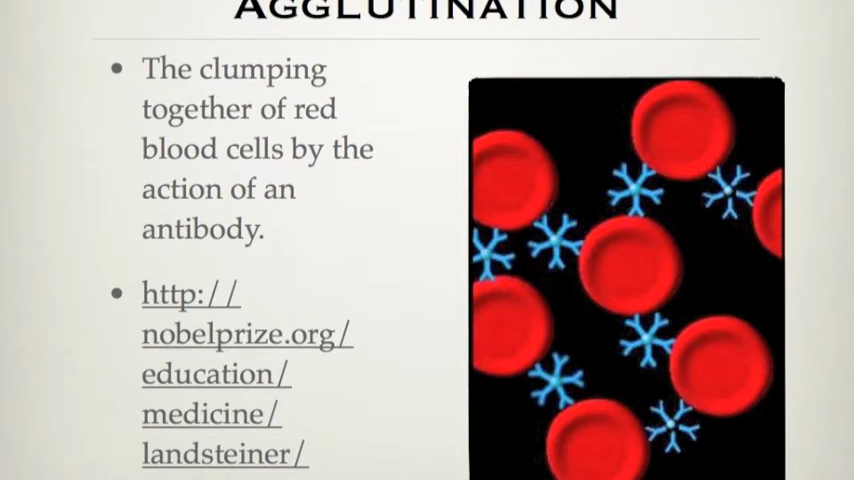 AGGLUTINATION
The clumping
together of red
blood cells by the
action of an
antibody.
http://
nobelprize.org/
education/
medicine/
landsteiner/